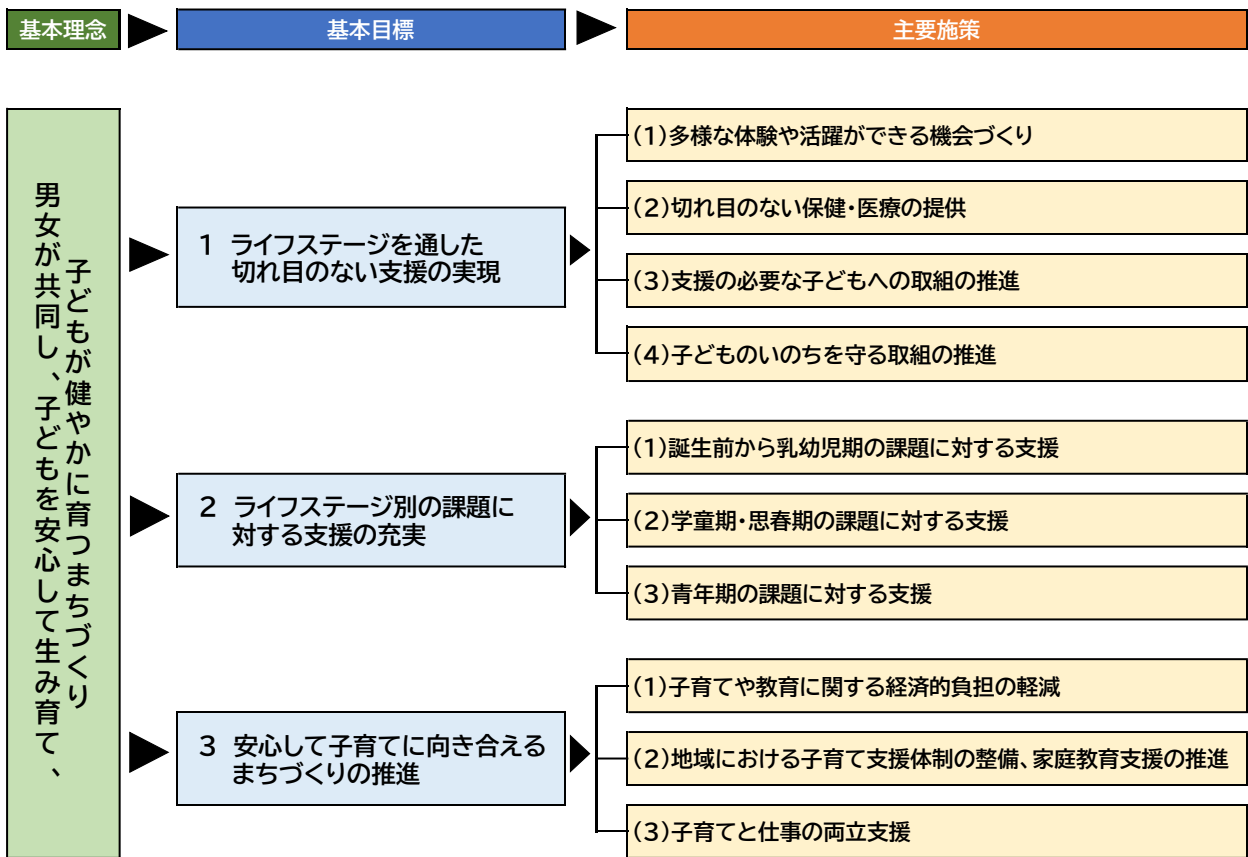 基本理念
基本目標
主要施策
男女が共同し、子どもを安心して生み育て、
子どもが健やかに育つまちづくり
1 ライフステージを通した
切れ目のない支援の実現
(1)多様な体験や活躍ができる機会づくり
(2)切れ目のない保健・医療の提供
(3)支援の必要な子どもへの取組の推進
(4)子どものいのちを守る取組の推進
2 ライフステージ別の課題に
対する支援の充実
(1)誕生前から乳幼児期の課題に対する支援
(2)学童期・思春期の課題に対する支援
(3)青年期の課題に対する支援
3 安心して子育てに向き合える
まちづくりの推進
(1)子育てや教育に関する経済的負担の軽減
(2)地域における子育て支援体制の整備、家庭教育支援の推進
(3)子育てと仕事の両立支援